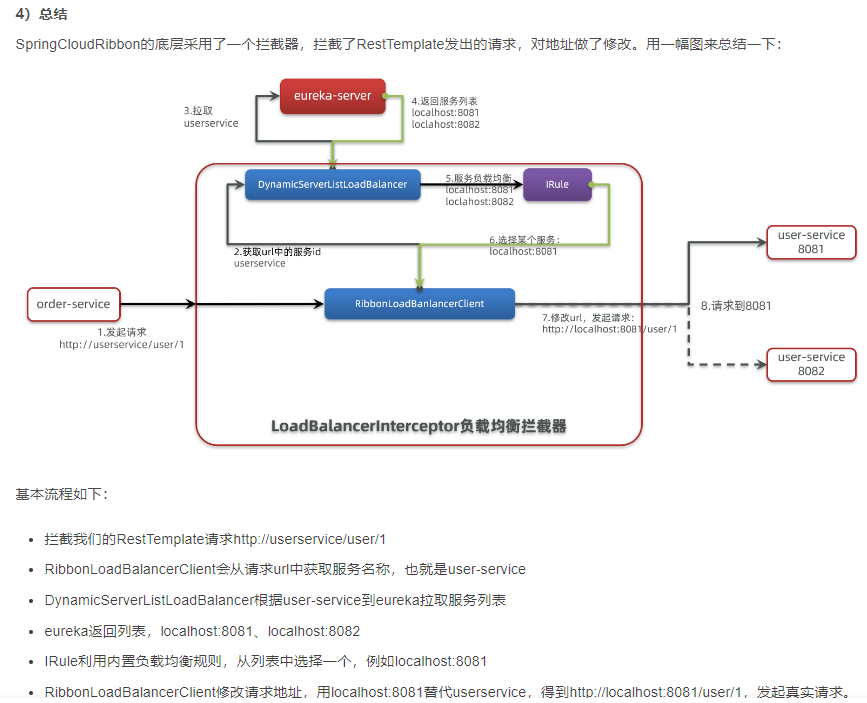 4）总结
SpringCloudRibbon的底层采用了一个拦截器，拦截了RestTemplate发出的请求，对地址做了修改。用一幅图来总结一下：
eureka-server
3.拉取
userservice
4.返回服务列表
localhost:8081
loclahost:8082
DynamicServerListLoadBalancer
5.服务负载均衡
localhost:8081
loclahost:8082
IRule
2.获取url中的服务id
userservice
6.选择某个服务：
localhost:8081
user-service
8081
order-service
RibbonLoadBanlancerClient
1.发起请求
http://userservice/user/1
7.修改url，发起请求：
http://localhost:8081/user/1
8.请求到8081
user-service
8082
LoadBalancerInterceptor负载均衡拦截器
基本流程如下：
• 拦截我们的RestTemplate请求http://userservice/user/1
• RibbonLoadBalancerClient会从请求url中获取服务名称，也就是user-service
• DynamicServerListLoadBalancer根据user-service到eureka拉取服务列表
• eureka返回列表，localhost:8081、localhost:8082
• IRule利用内置负载均衡规则，从列表中选择一个，例如localhost:8081
• RibbonLoadBalancerClient修改请求地址，用localhost:8081替代userservice，得到http://localhost:8081/user/1，发起真实请求。